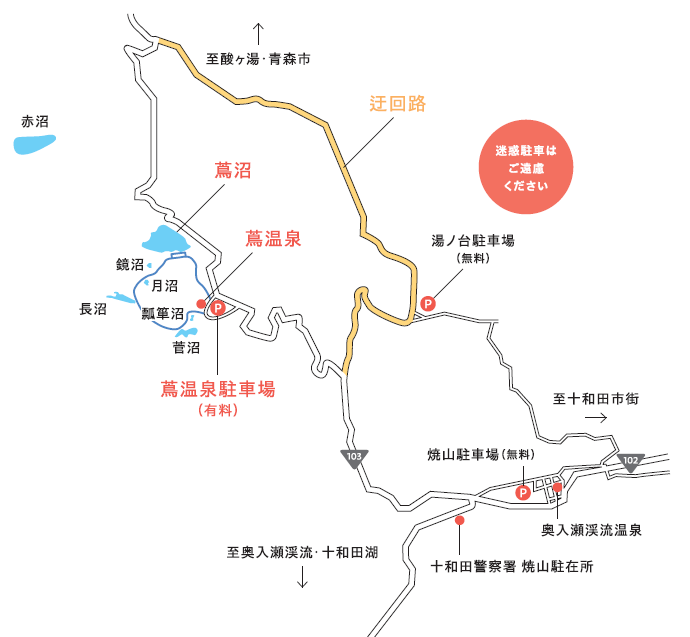 至酸ヶ湯・青森市
迂回路
赤沼
迷惑駐車は
ご遠慮
ください
蔦沼
蔦温泉
湯ノ台駐車場
(無料)
鏡沼
月沼
長沼
瓢箪沼
P
P
菅沼
蔦温泉駐車場
(有料)
至十和田市街
103
焼山駐車場(無料)
102
P
奥入瀬渓流温泉
至奥入瀬渓流・十和田湖
十和田警察署 焼山駐在所